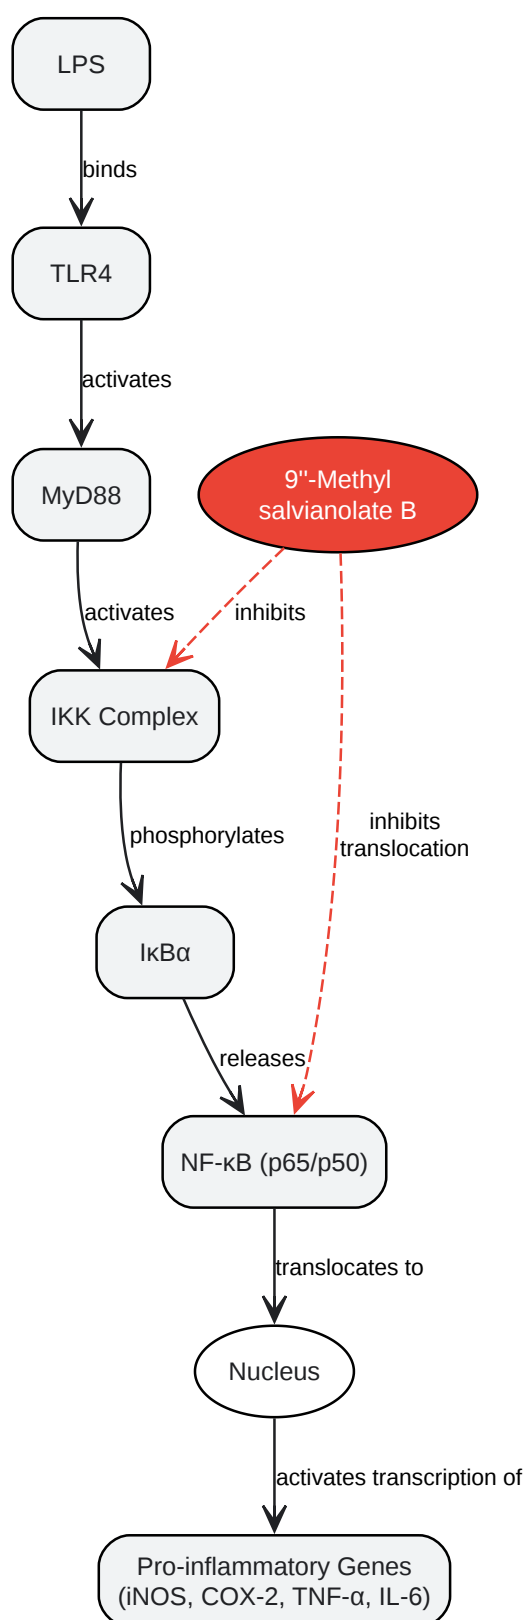 LPS
binds
TLR4
activates
MyD88
9"-Methyl
salvianolate B
activates
inhibits
IKK Complex
phosphorylates
inhibits
translocation
IκBα
releases
NF-κB (p65/p50)
translocates to
Nucleus
activates transcription of
Pro-inflammatory Genes
(iNOS, COX-2, TNF-α, IL-6)